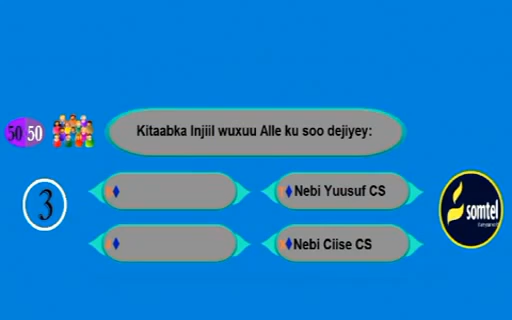 50 50
Kitaabka Injiil wuxuu Alle ku soo dejiyey:
3
Nebi Yuusuf CS
somtel
Nebi Ciise CS